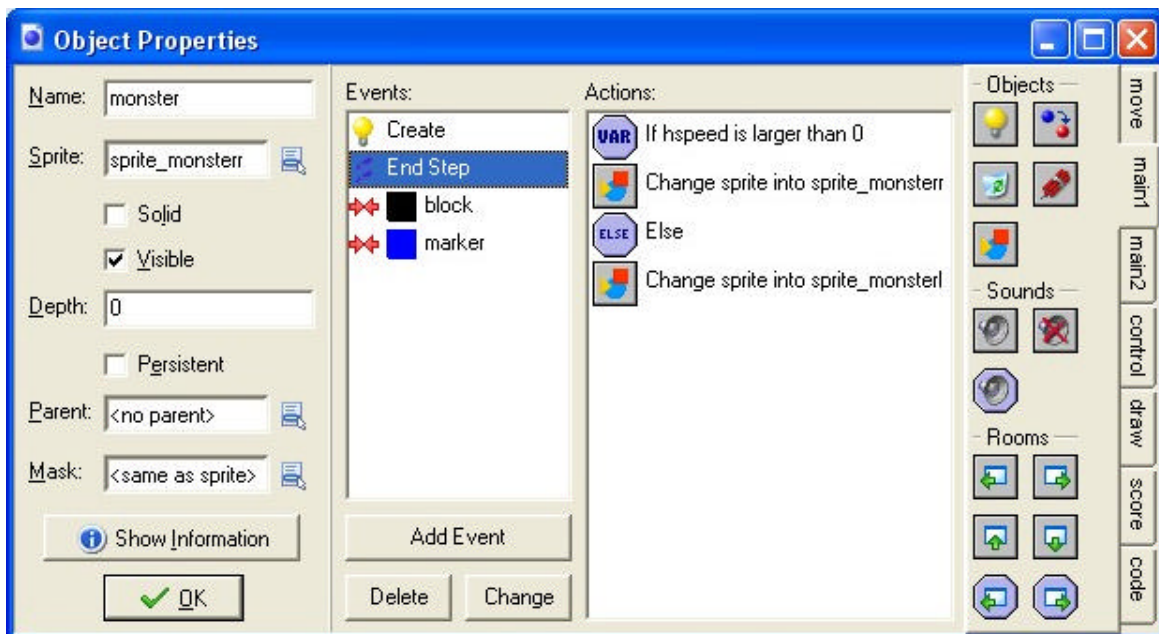 Object Properties
Name: monster
Sprite: sprite_monsterr
Solid
Visible
Depth: 0
Persistent
Parent: <no parent>
Mask: <same as sprite>
Show Information
OK
Events:
Create
End Step
block
marker
Add Event
Delete
Change
Actions:
VAR If hspeed is larger than 0
Change sprite into sprite_monsterr
ELSE Else
Change sprite into sprite_monsterl
Objects
Sounds
Rooms
move
main1
main2
control
draw
score
code